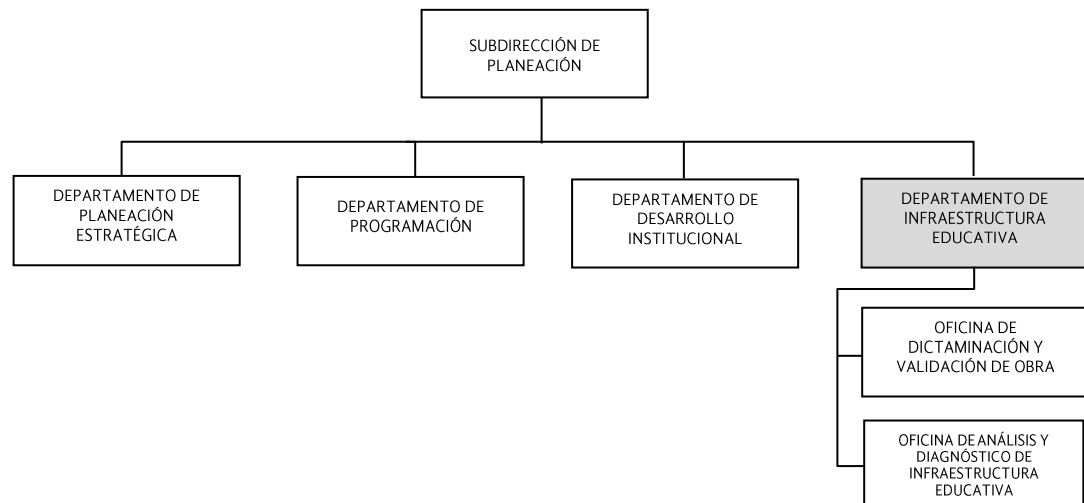 SUBDIRECCIÓN DE
PLANEACIÓN
DEPARTAMENTO DE
PLANEACIÓN
ESTRATÉGICA
DEPARTAMENTO DE
PROGRAMACIÓN
DEPARTAMENTO DE
DESARROLLO
INSTITUCIONAL
DEPARTAMENTO DE
INFRAESTRUCTURA
EDUCATIVA
OFICINA DE
DICTAMINACIÓN Y
VALIDACIÓN DE OBRA
OFICINA DE ANÁLISIS Y
DIAGNÓSTICO DE
INFRAESTRUCTURA
EDUCATIVA